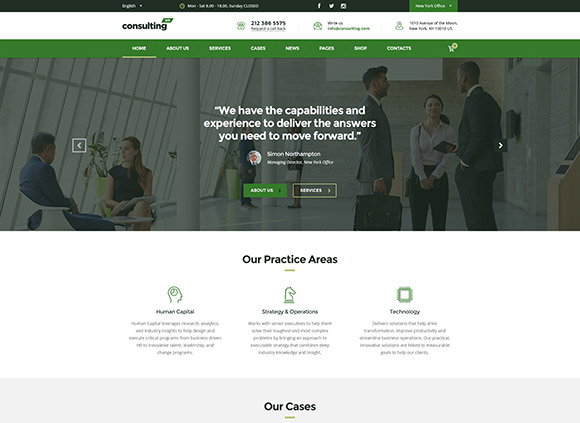 English
Mon - Sat 8.00 - 18.00. Sunday CLOSED
New York Office
consulting
212 386 5575
Request a call back
Write us
info@consulting.com
1010 Avenue of the Moon,
New York, NY 10018 US.
HOME ABOUT US SERVICES CASES NEWS PAGES SHOP CONTACTS
“We have the capabilities and
experience to deliver the answers
you need to move forward.”
Simon Northampton
Managing Director, New York Office
ABOUT US
SERVICES
Our Practice Areas
Human Capital
Human Capital leverages research, analytics,
and industry insights to help design and
execute critical programs from business driven
HR to innovative talent, leadership, and
change programs.
Strategy & Operations
Works with senior executives to help them
solve their toughest and most complex
problems by bringing an approach to
executable strategy that combines deep
industry knowledge and insight.
Technology
Delivers solutions that help drive
transformation, improve productivity and
streamline business operations. Our practical,
innovative solutions are linked to measurable
goals to help our clients.
Our Cases